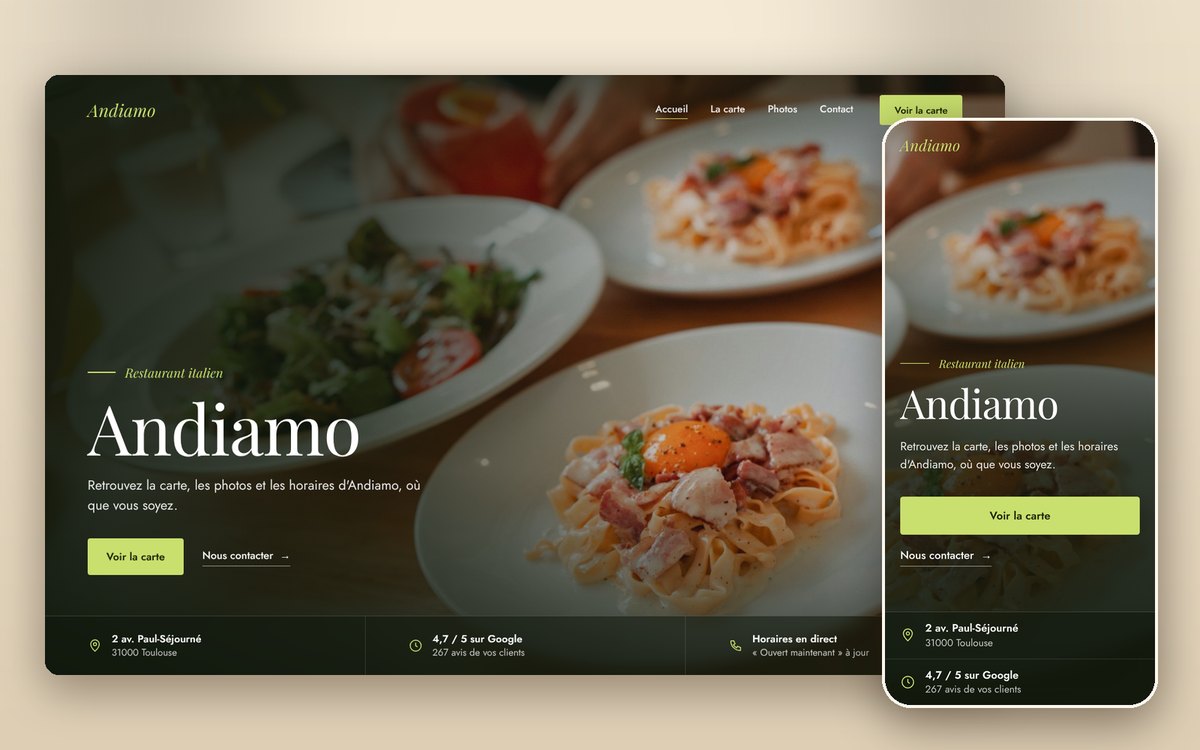 Andiamo
Accueil
La carte
Photos
Contact
Voir la carte
Restaurant italien
Andiamo
Retrouvez la carte, les photos et les horaires d'Andiamo, où
que vous soyez.
Voir la carte
Nous contacter →
2 av. Paul-Séjourné
31000 Toulouse
4,7 / 5 sur Google
267 avis de vos clients
Horaires en direct
« Ouvert maintenant » à jour
Andiamo
Restaurant italien
Andiamo
Retrouvez la carte, les photos et les horaires
d'Andiamo, où que vous soyez.
Voir la carte
Nous contacter →
2 av. Paul-Séjourné
31000 Toulouse
4,7 / 5 sur Google
267 avis de vos clients